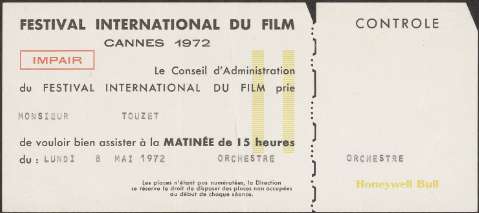 FESTIVAL INTERNATIONAL DU FILM
CANNES 1972
IMPAIR
Le Conseil d'Administration
du FESTIVAL INTERNATIONAL DU FILM prie
MONSIEUR TOUZET
de vouloir bien assister à la MATINÉE de 15 heures
du : LUNDI 8 MAI 1972 ORCHESTRE
Les places n'étant pas numérotées, la Direction
se réserve le droit de disposer des places non occupées
au début de chaque séance.
CONTROLE
ORCHESTRE
Honeywell Bull